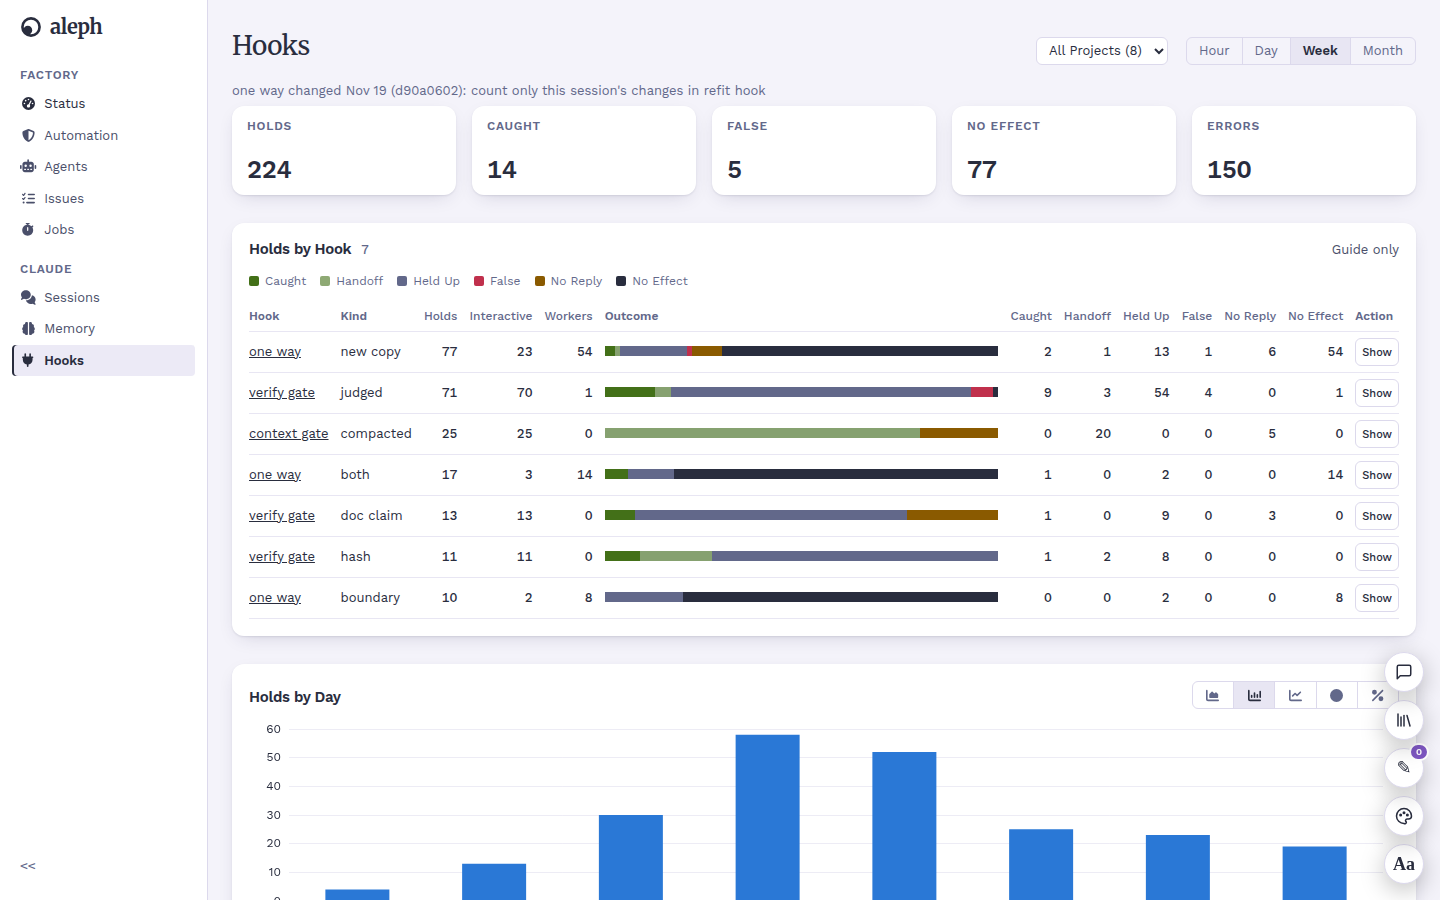 aleph
FACTORY
Status
Automation
Agents
Issues
Jobs
CLAUDE
Sessions
Memory
Hooks
<<
Hooks
All Projects (8)
Hour Day Week Month
one way changed Nov 19 (d90a0602): count only this session's changes in refit hook
HOLDS CAUGHT FALSE NO EFFECT ERRORS
224 14 5 77 150
Holds by Hook 7
Guide only
Caught Handoff Held Up False No Reply No Effect
Hook Kind Holds Interactive Workers Outcome Caught Handoff Held Up False No Reply No Effect Action
one way new copy 77 23 54 2 1 13 1 6 54 Show
verify gate judged 71 70 1 9 3 54 4 0 1 Show
context gate compacted 25 25 0 0 20 0 0 5 0 Show
one way both 17 3 14 1 0 2 0 0 14 Show
verify gate doc claim 13 13 0 1 0 9 0 3 0 Show
verify gate hash 11 11 0 1 2 8 0 0 0 Show
one way boundary 10 2 8 0 0 2 0 0 8 Show
Holds by Day
60
50
40
30
20
10
0
Aa